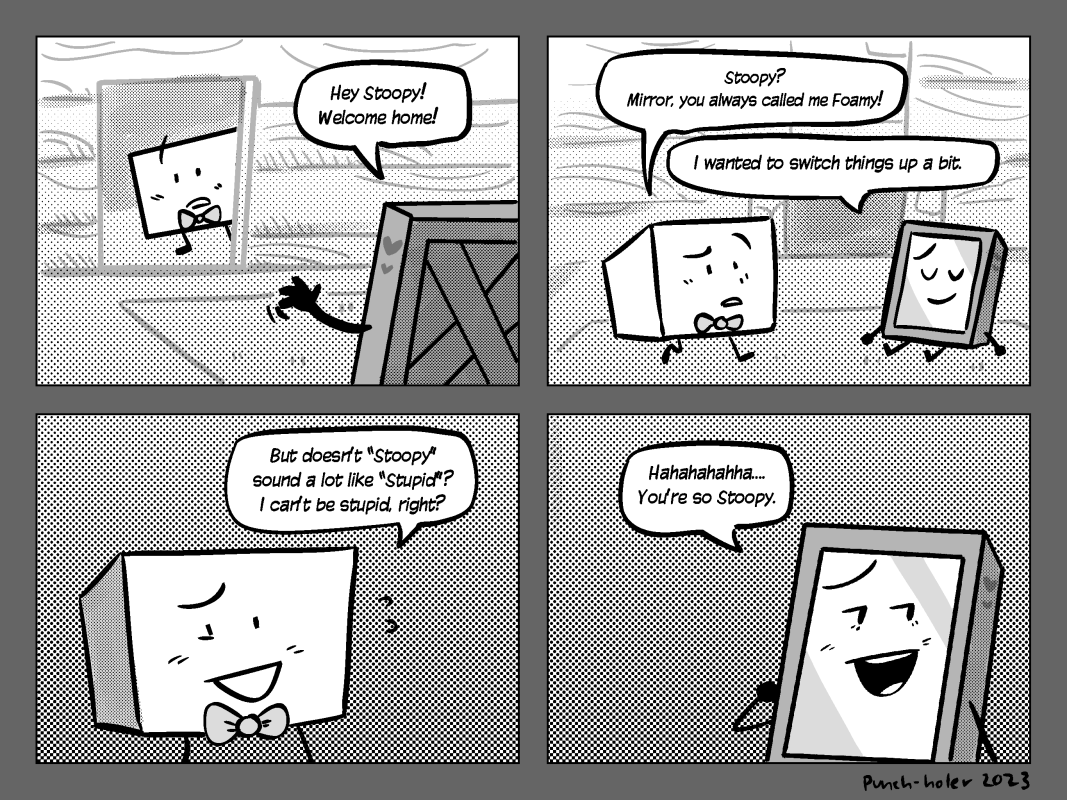 Hey Stoopy!
Welcome home!
Stoopy?
Mirror, you always called me Foamy!
I wanted to switch things up a bit.
But doesn't "Stoopy"
sound a lot like "Stupid"?
I can't be stupid, right?
Hahahahahha....
You're so Stoopy.
Punch-holer 2023